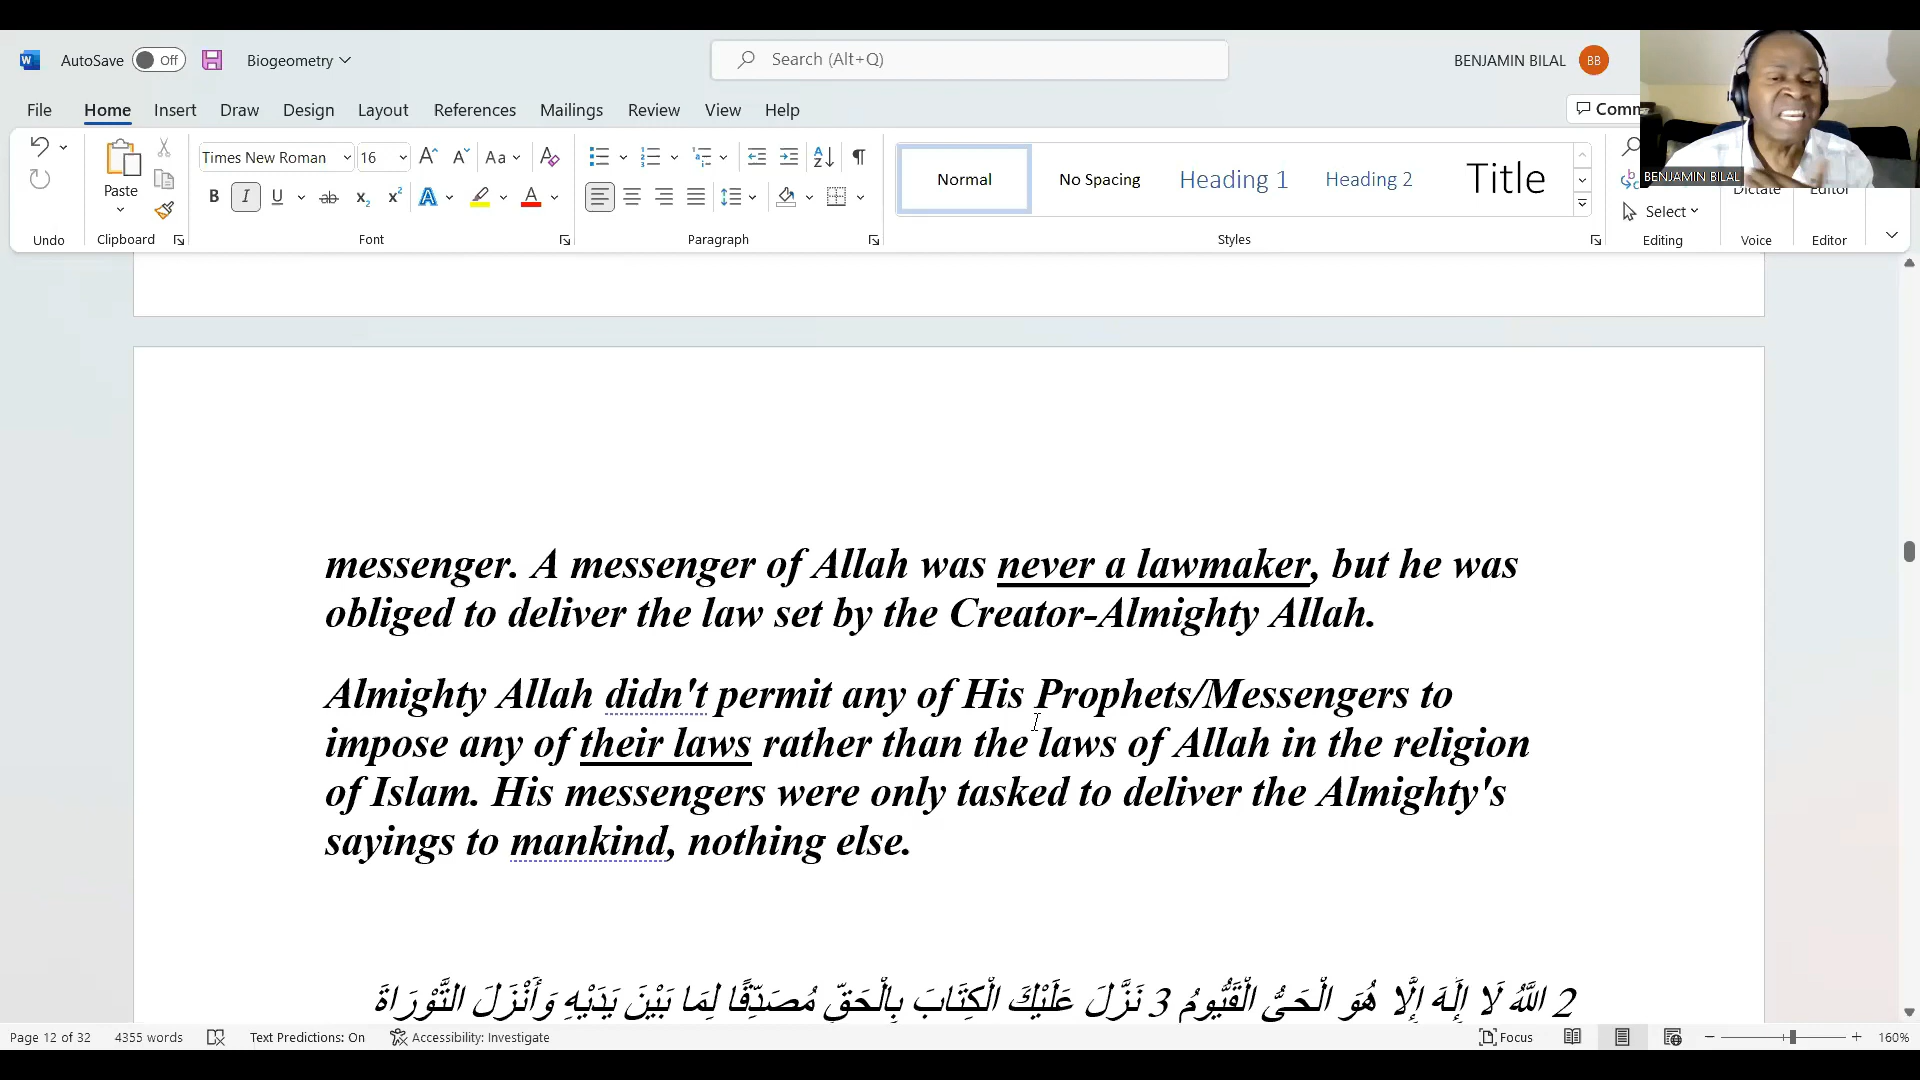 AutoSave Off Biogeometry Search (Alt+Q) BENJAMIN BILAL BB
File Home Insert Draw Design Layout References Mailings Review View Help
Times New Roman 16 Aa
Paste
Normal No Spacing Heading 1 Heading 2 Title
BENJAMIN BILAL
Select
Undo Clipboard Font Paragraph Styles Editing Voice Editor
messenger. A messenger of Allah was never a lawmaker, but he was
obliged to deliver the law set by the Creator-Almighty Allah.
Almighty Allah didn't permit any of His Prophets/Messengers to
impose any of their laws rather than the laws of Allah in the religion
of Islam. His messengers were only tasked to deliver the Almighty's
sayings to mankind, nothing else.
2 اللَّهُ لَا إِلَٰهَ إِلَّا هُوَ الْحَيُّ الْقَيُّومُ 3 نَزَّلَ عَلَيْكَ الْكِتَابَ بِالْحَقِّ مُصَدِّقًا لِمَا بَيْنَ يَدَيْهِ وَأَنْزَلَ التَّوْرَاةَ
Page 12 of 32 4355 words Text Predictions: On Accessibility: Investigate Focus 160%